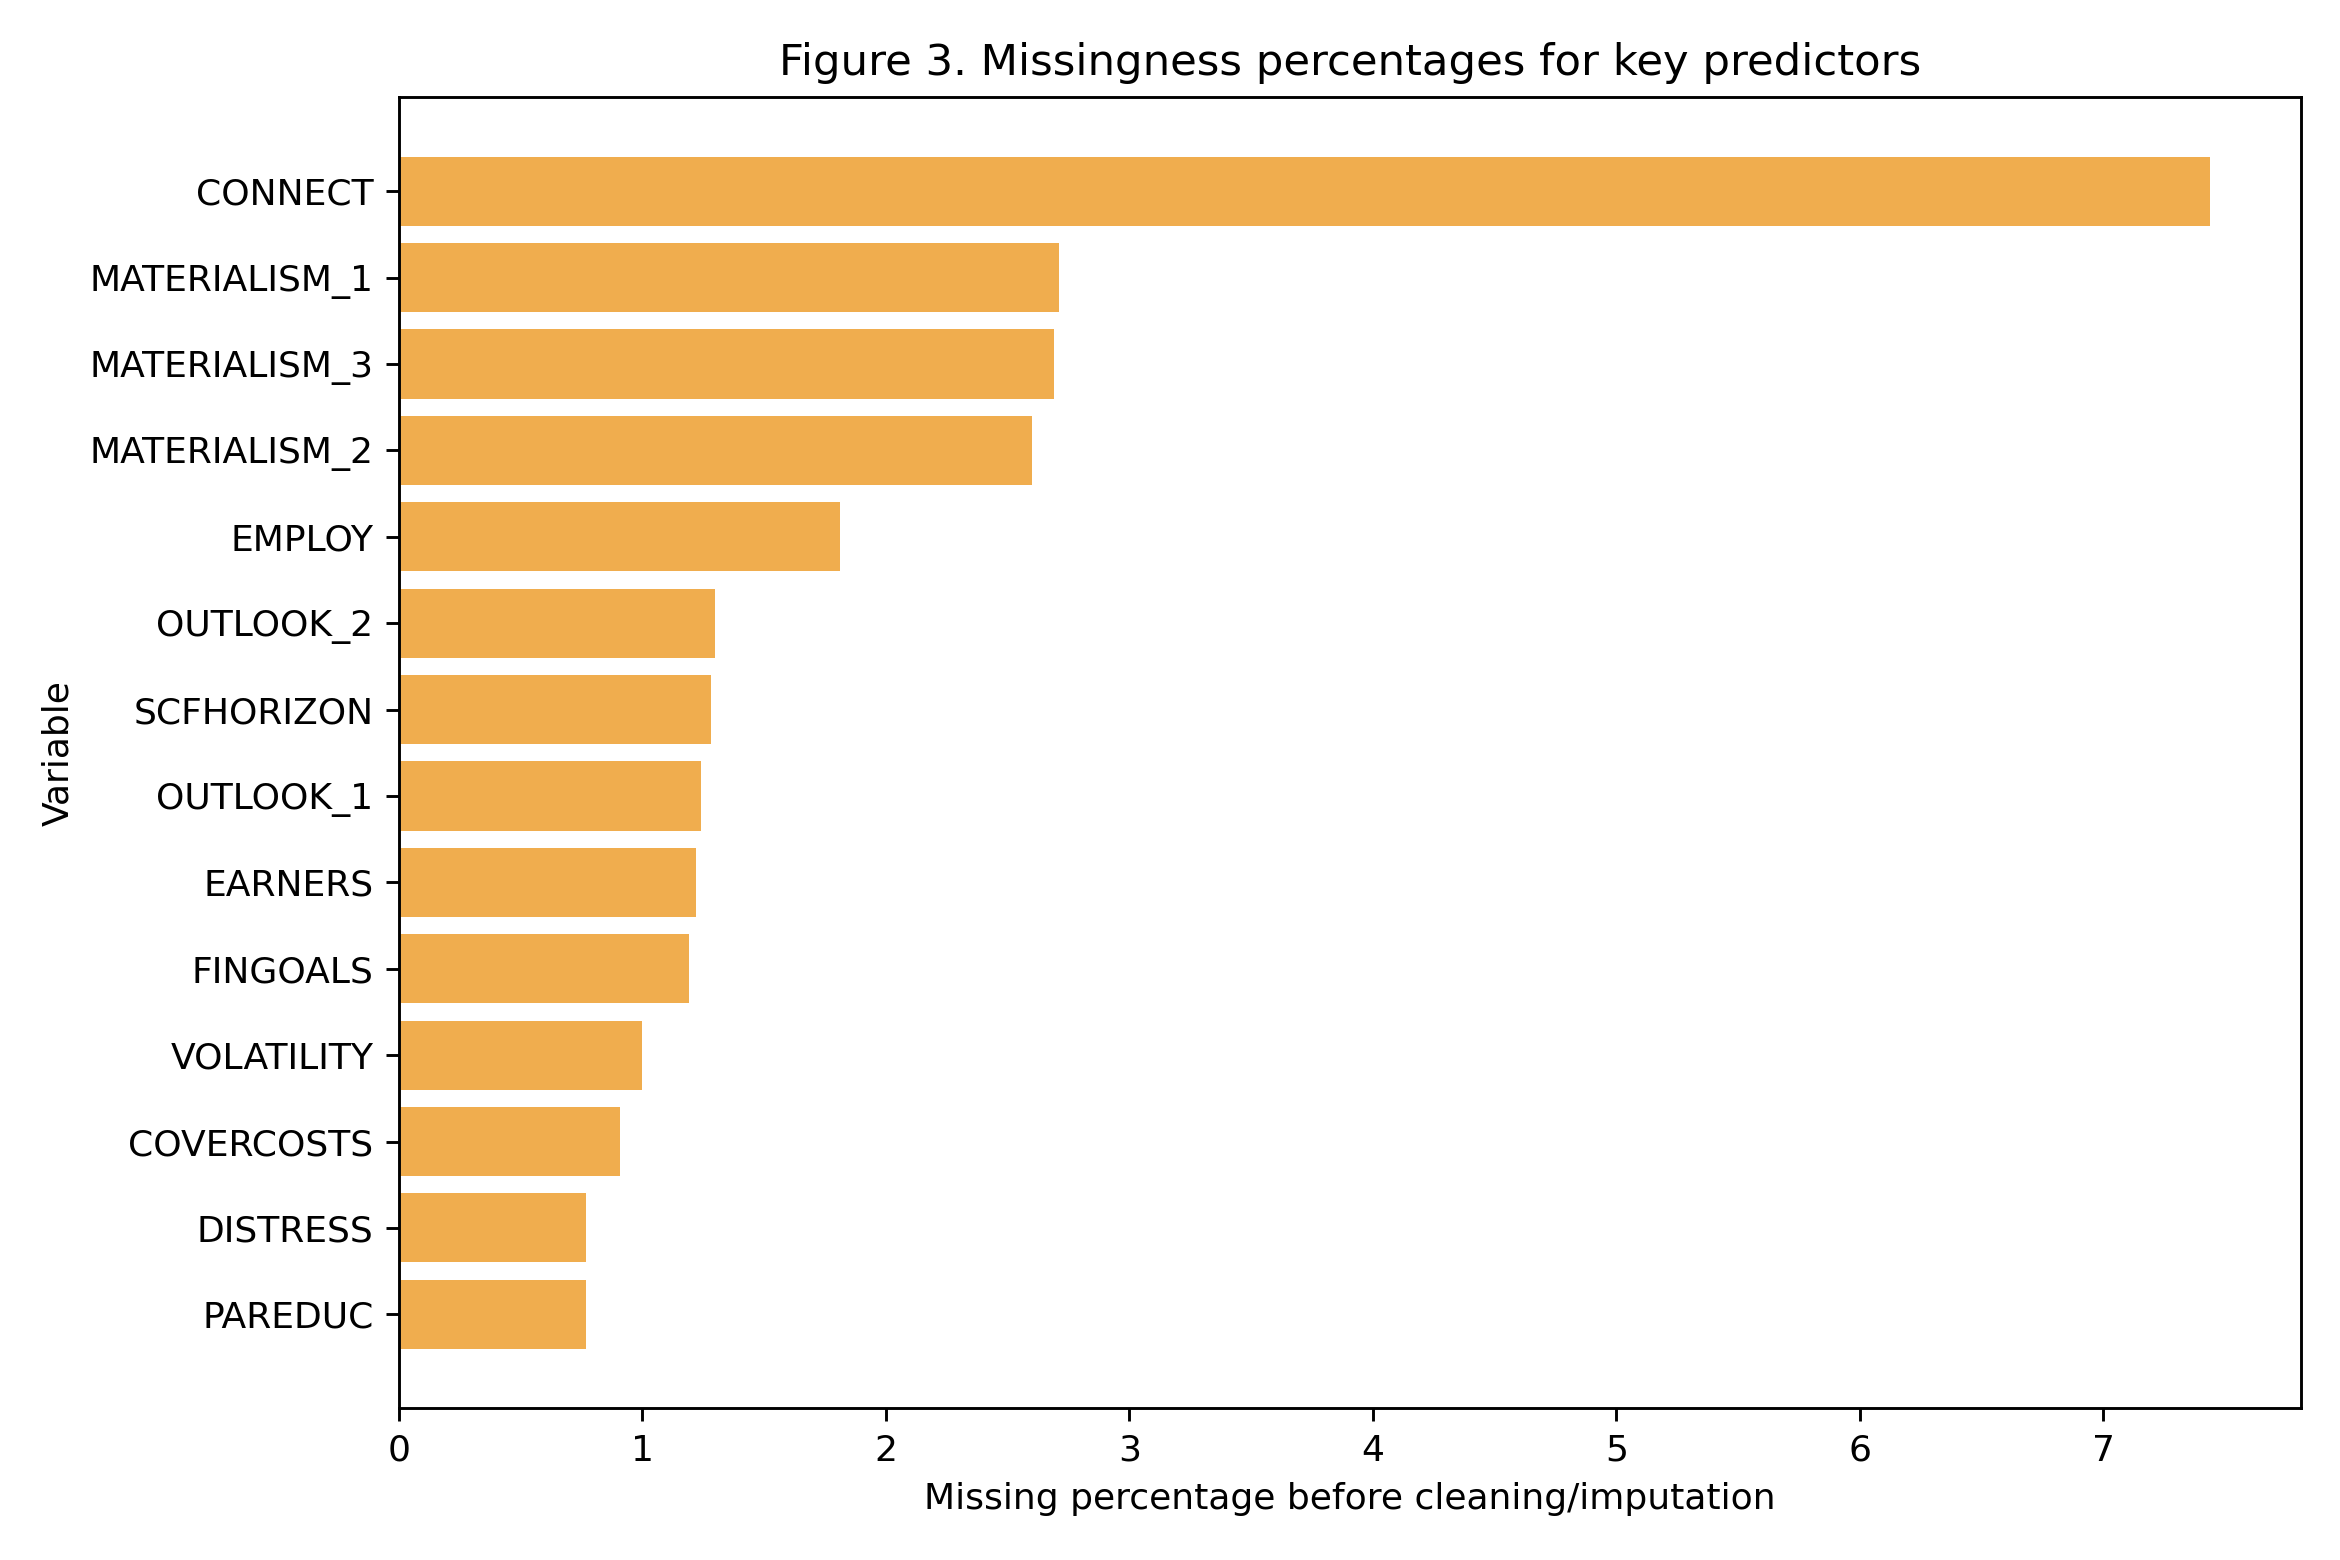 Figure 3. Missingness percentages for key predictors
CONNECT
MATERIALISM_1
MATERIALISM_3
MATERIALISM_2
EMPLOY
OUTLOOK_2
SCFHORIZON
OUTLOOK_1
EARNERS
FINGOALS
VOLATILITY
COVERCOSTS
DISTRESS
PAREDUC
Variable
0 1 2 3 4 5 6 7
Missing percentage before cleaning/imputation